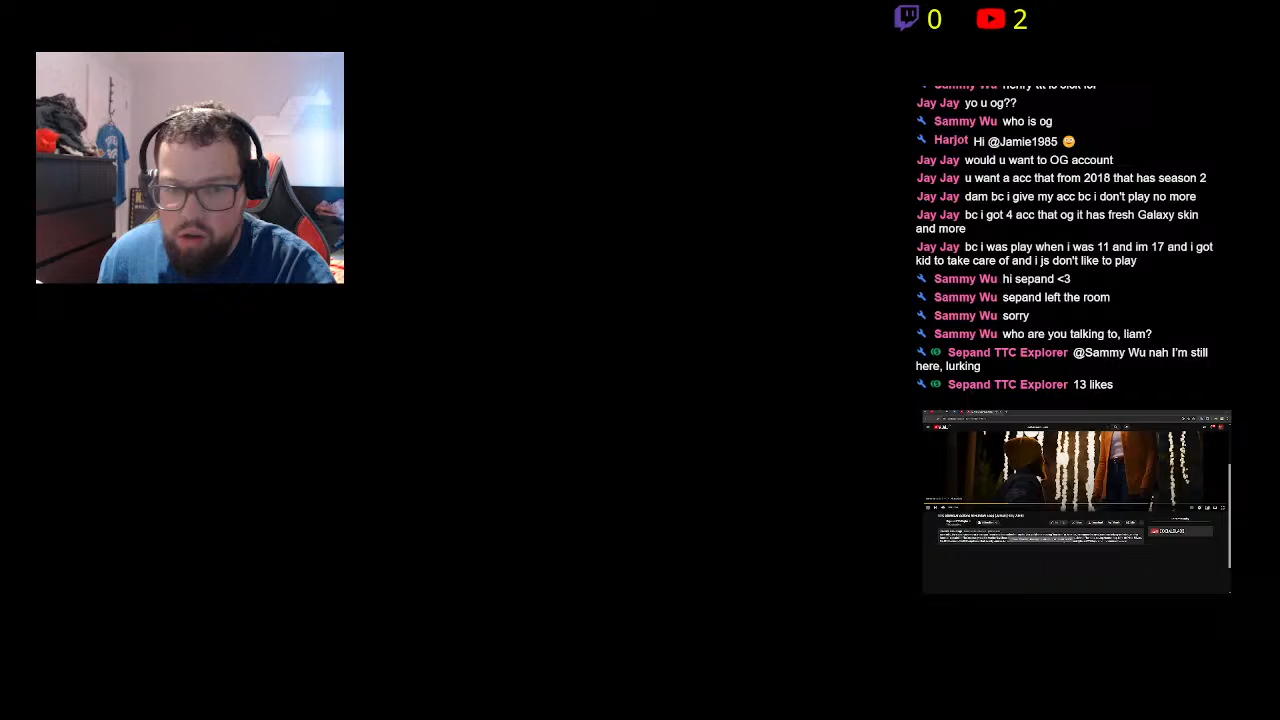 0 2
Jay Jay yo u og??
Sammy Wu who is og
Harjot Hi @Jamie1985
Jay Jay would u want to OG account
Jay Jay u want a acc that from 2018 that has season 2
Jay Jay dam bc i give my acc bc i don't play no more
Jay Jay bc i got 4 acc that og it has fresh Galaxy skin
and more
Jay Jay bc i was play when i was 11 and im 17 and i got
kid to take care of and i js don't like to play
Sammy Wu hi sepand <3
Sammy Wu sepand left the room
Sammy Wu sorry
Sammy Wu who are you talking to, liam?
Sepand TTC Explorer @Sammy Wu nah I'm still
here, lurking
Sepand TTC Explorer 13 likes